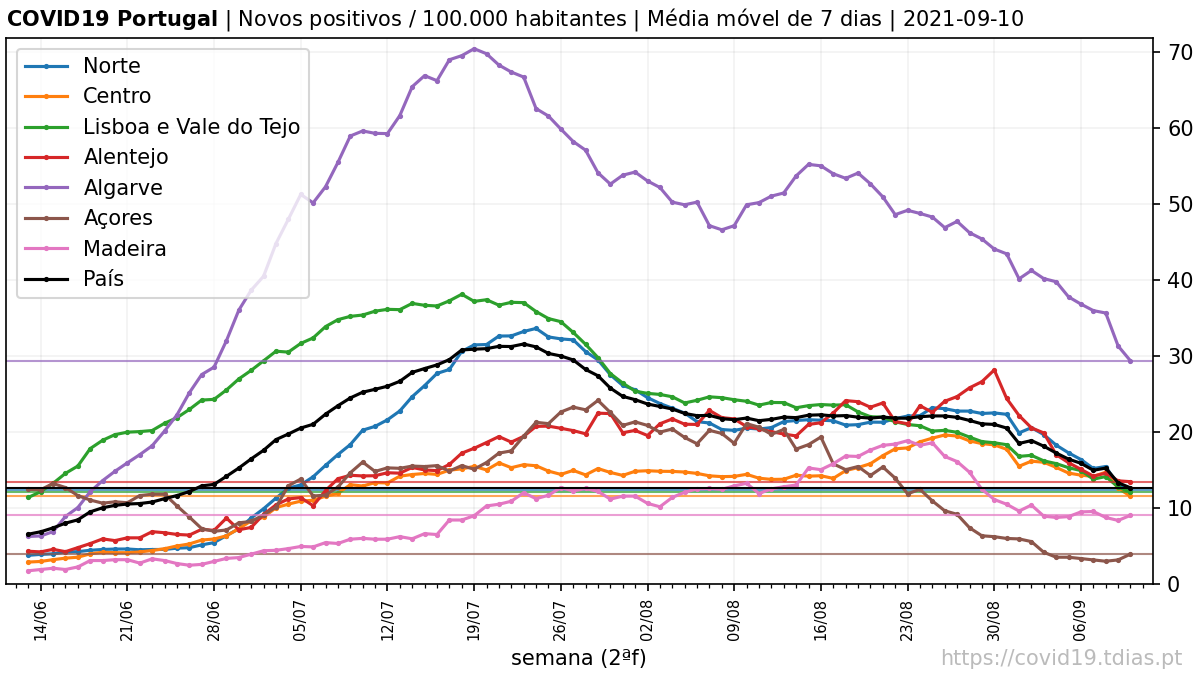 COVID19 Portugal | Novos positivos / 100.000 habitantes | Média móvel de 7 dias | 2021-09-10
Norte
Centro
Lisboa e Vale do Tejo
Alentejo
Algarve
Açores
Madeira
País
70
60
50
40
30
20
10
0
14/06 21/06 28/06 05/07 12/07 19/07 26/07 02/08 09/08 16/08 23/08 30/08 06/09
semana (2ªf)
https://covid19.tdias.pt